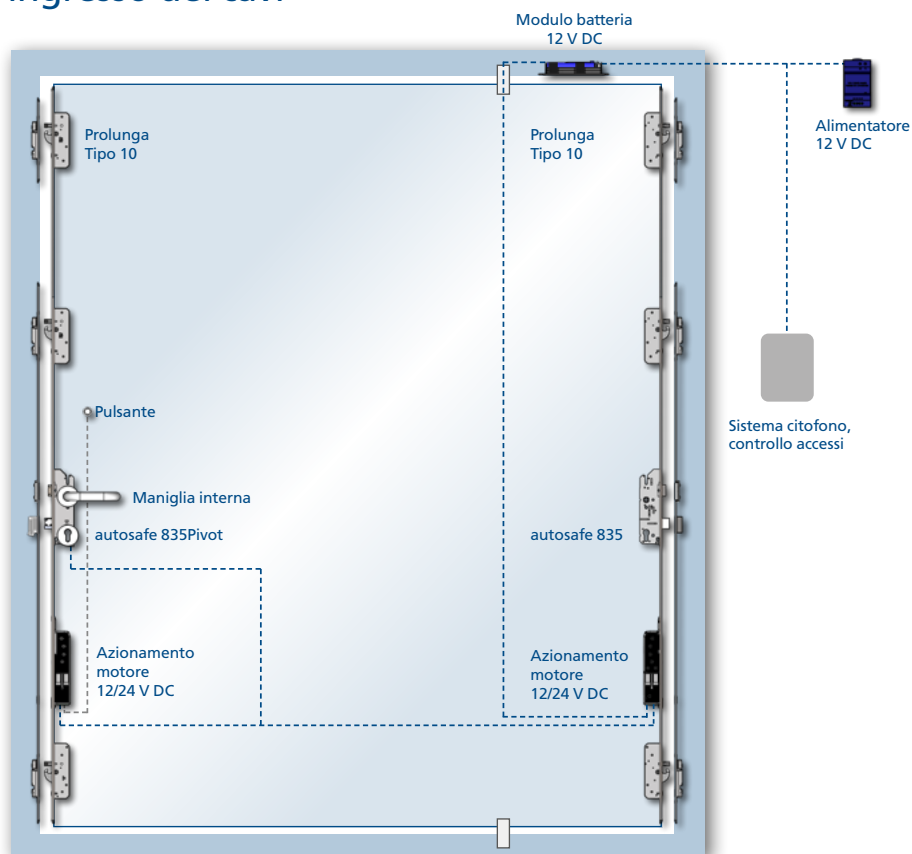 Modulo batteria
12 V DC
Alimentatore
12 V DC
Prolunga
Tipo 10
Prolunga
Tipo 10
Pulsante
Sistema citofono,
controllo accessi
Maniglia interna
autosafe 835Pivot
autosafe 835
Azionamento
motore
12/24 V DC
Azionamento
motore
12/24 V DC